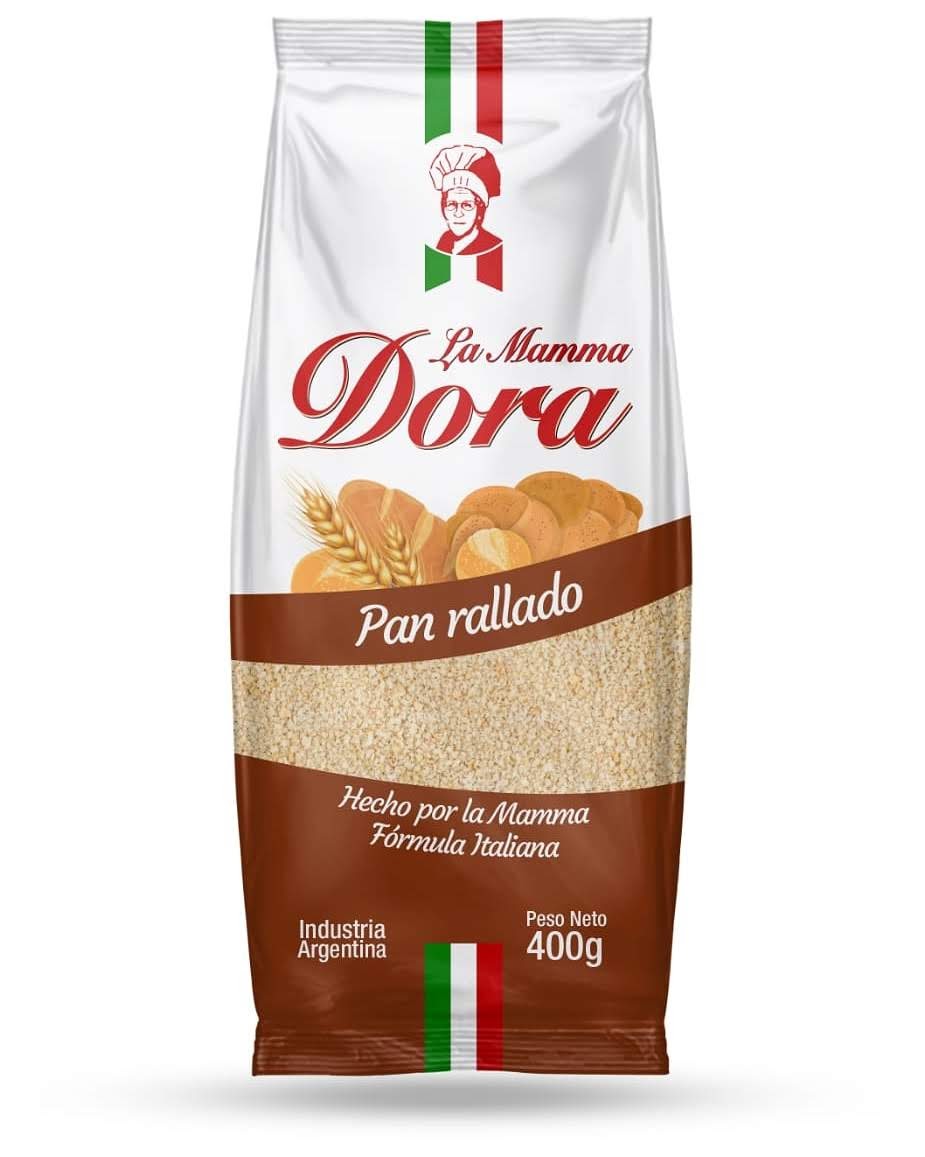 La Mamma
Dora
Pan rallado
Hecho por la Mamma
Fórmula Italiana
Industria
Argentina
Peso Neto
400g